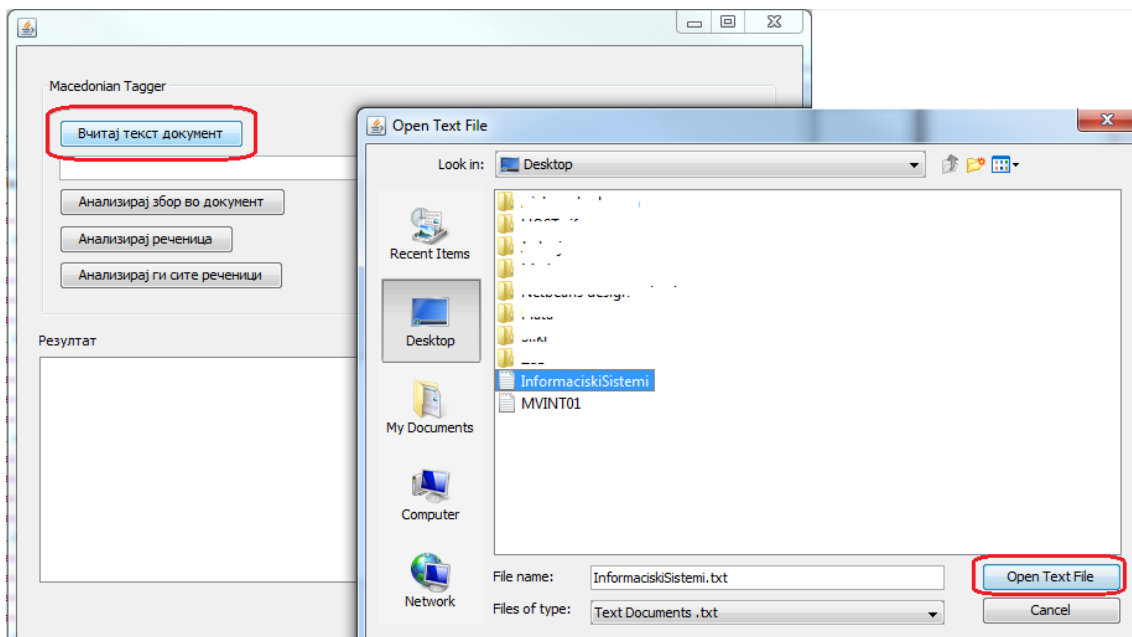 Macedonian Tagger
Вчитај текст документ
Анализирај збор во документ
Анализирај реченица
Анализирај ги сите реченици
Резултат
Open Text File
Look in: Desktop
Recent Items
Desktop
My Documents
Computer
Network
InformaciskiSistemi
MVINT01
File name: InformaciskiSistemi.txt
Files of type: Text Documents .txt
Open Text File
Cancel